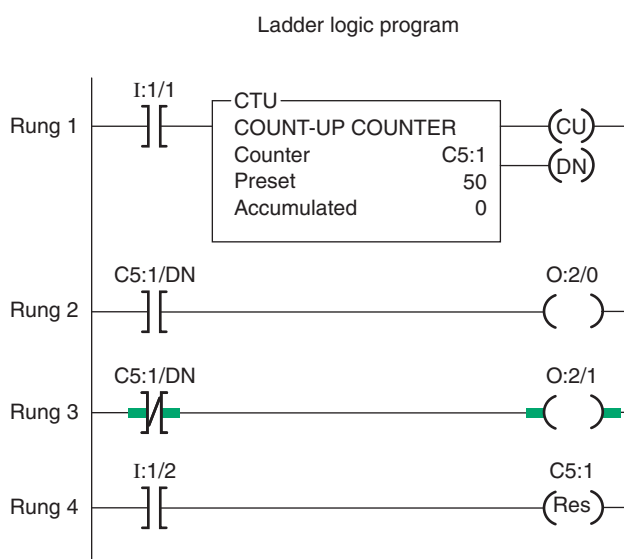 Ladder logic program
I:1/1
Rung 1
CTU
COUNT-UP COUNTER
Counter C5:1
Preset 50
Accumulated 0
CU
DN
C5:1/DN O:2/0
Rung 2
C5:1/DN O:2/1
Rung 3
I:1/2 C5:1
Rung 4 Res